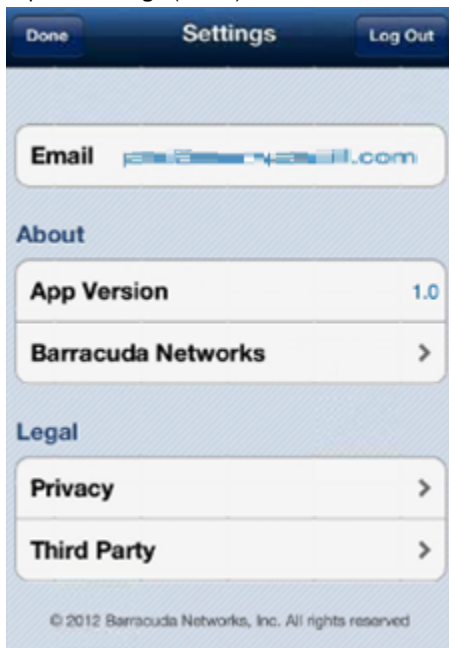 Done Settings Log Out
Email .com
About
App Version 1.0
Barracuda Networks >
Legal
Privacy >
Third Party >
© 2012 Barracuda Networks, Inc. All rights reserved